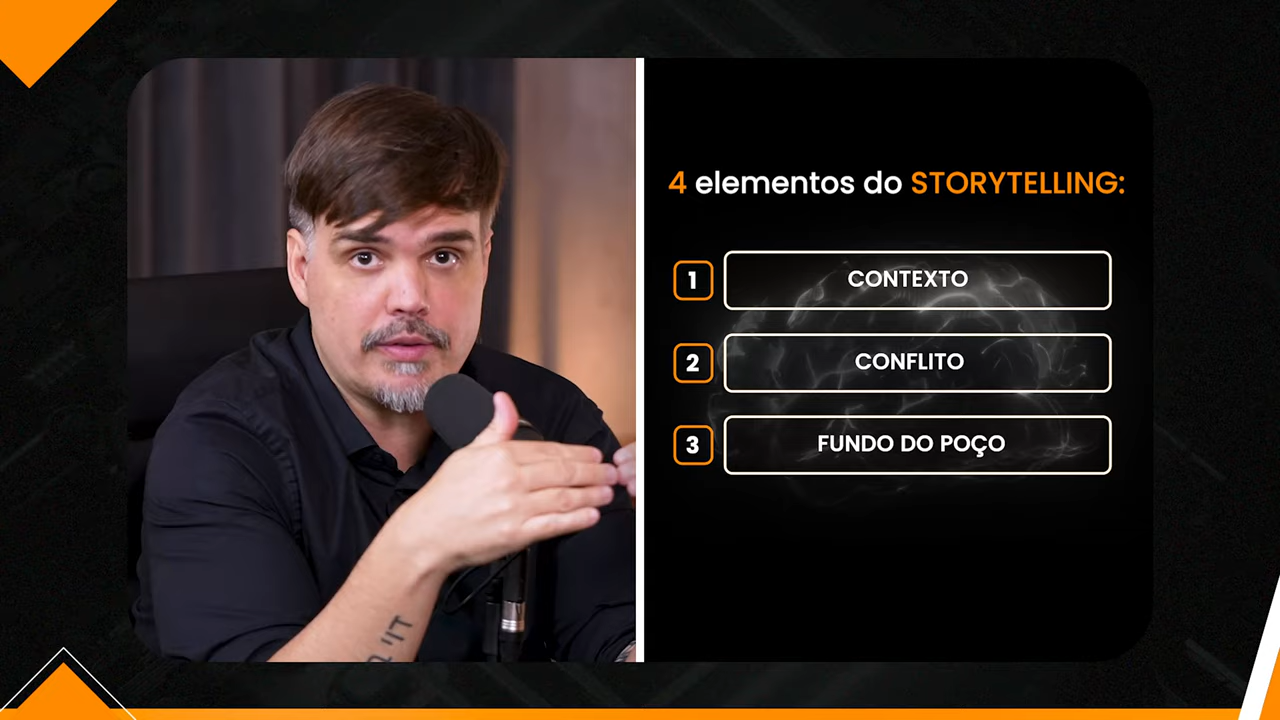 4 elementos do STORYTELLING:
1 CONTEXTO
2 CONFLITO
3 FUNDO DO POÇO